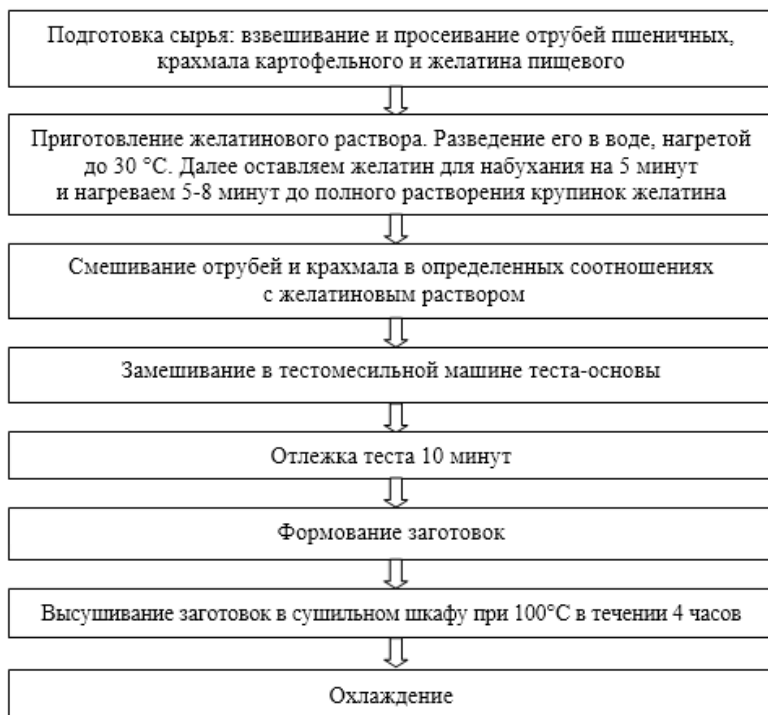 Подготовка сырья: взвешивание и просеивание отрубей пшеничных,
крахмала картофельного и желатина пищевого
Приготовление желатинового раствора. Разведение его в воде, нагретой
до 30 °С. Далее оставляем желатин для набухания на 5 минут
и нагреваем 5-8 минут до полного растворения крупинок желатина
Смешивание отрубей и крахмала в определенных соотношениях
с желатиновым раствором
Замешивание в тестомесильной машине теста-основы
Отлежка теста 10 минут
Формование заготовок
Высушивание заготовок в сушильном шкафу при 100°С в течении 4 часов
Охлаждение